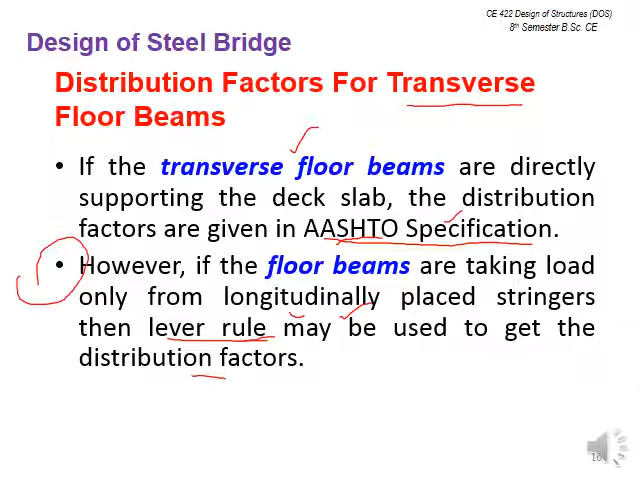 CE 422 Design of Structures (DOS)
8th Semester B.Sc. CE
Design of Steel Bridge
Distribution Factors For Transverse
Floor Beams
• If the transverse floor beams are directly
supporting the deck slab, the distribution
factors are given in AASHTO Specification.
• However, if the floor beams are taking load
only from longitudinally placed stringers
then lever rule may be used to get the
distribution factors.